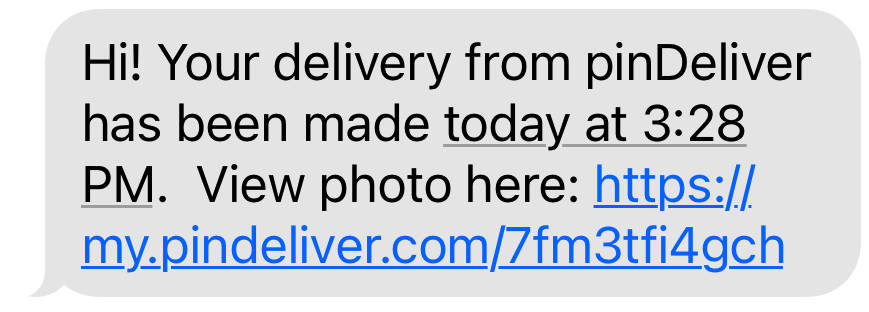 Hi! Your delivery from pinDeliver
has been made today at 3:28
PM.  View photo here: https://
my.pindeliver.com/7fm3tfi4gch